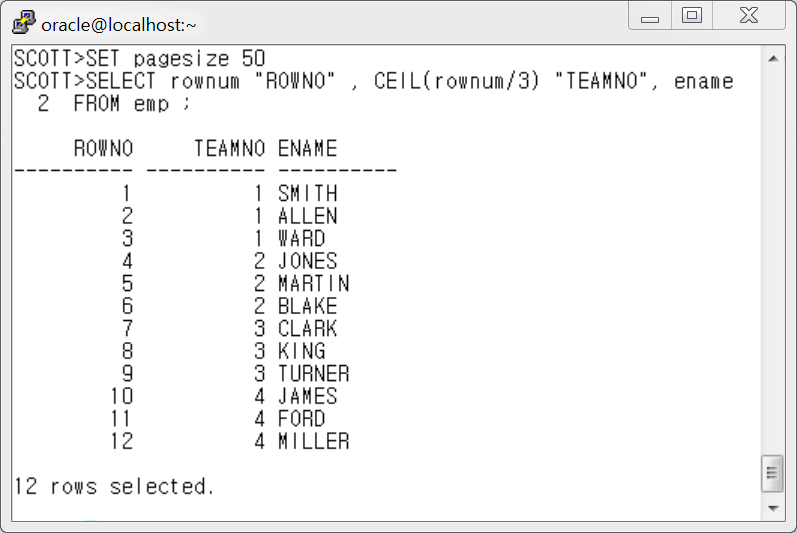 oracle@localhost:~
SCOTT>SET pagesize 50
SCOTT>SELECT rownum "ROWNO" , CEIL(rownum/3) "TEAMNO", ename
  2  FROM emp ;

     ROWNO     TEAMNO ENAME
---------- ---------- ----------
         1          1 SMITH
         2          1 ALLEN
         3          1 WARD
         4          2 JONES
         5          2 MARTIN
         6          2 BLAKE
         7          3 CLARK
         8          3 KING
         9          3 TURNER
        10          4 JAMES
        11          4 FORD
        12          4 MILLER

12 rows selected.